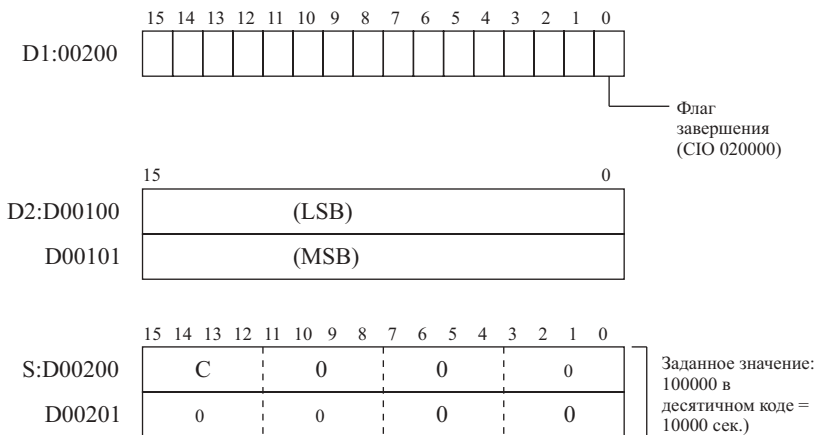 15 14 13 12 11 10 9 8 7 6 5 4 3 2 1 0
D1:00200
Флаг
завершения
(CIO 020000)
15 0
D2:D00100 (LSB)
D00101 (MSB)
15 14 13 12 11 10 9 8 7 6 5 4 3 2 1 0
S:D00200 C 0 0 0
D00201 0 0 0 0
Заданное значение:
100000 в
десятичном коде =
10000 сек.)